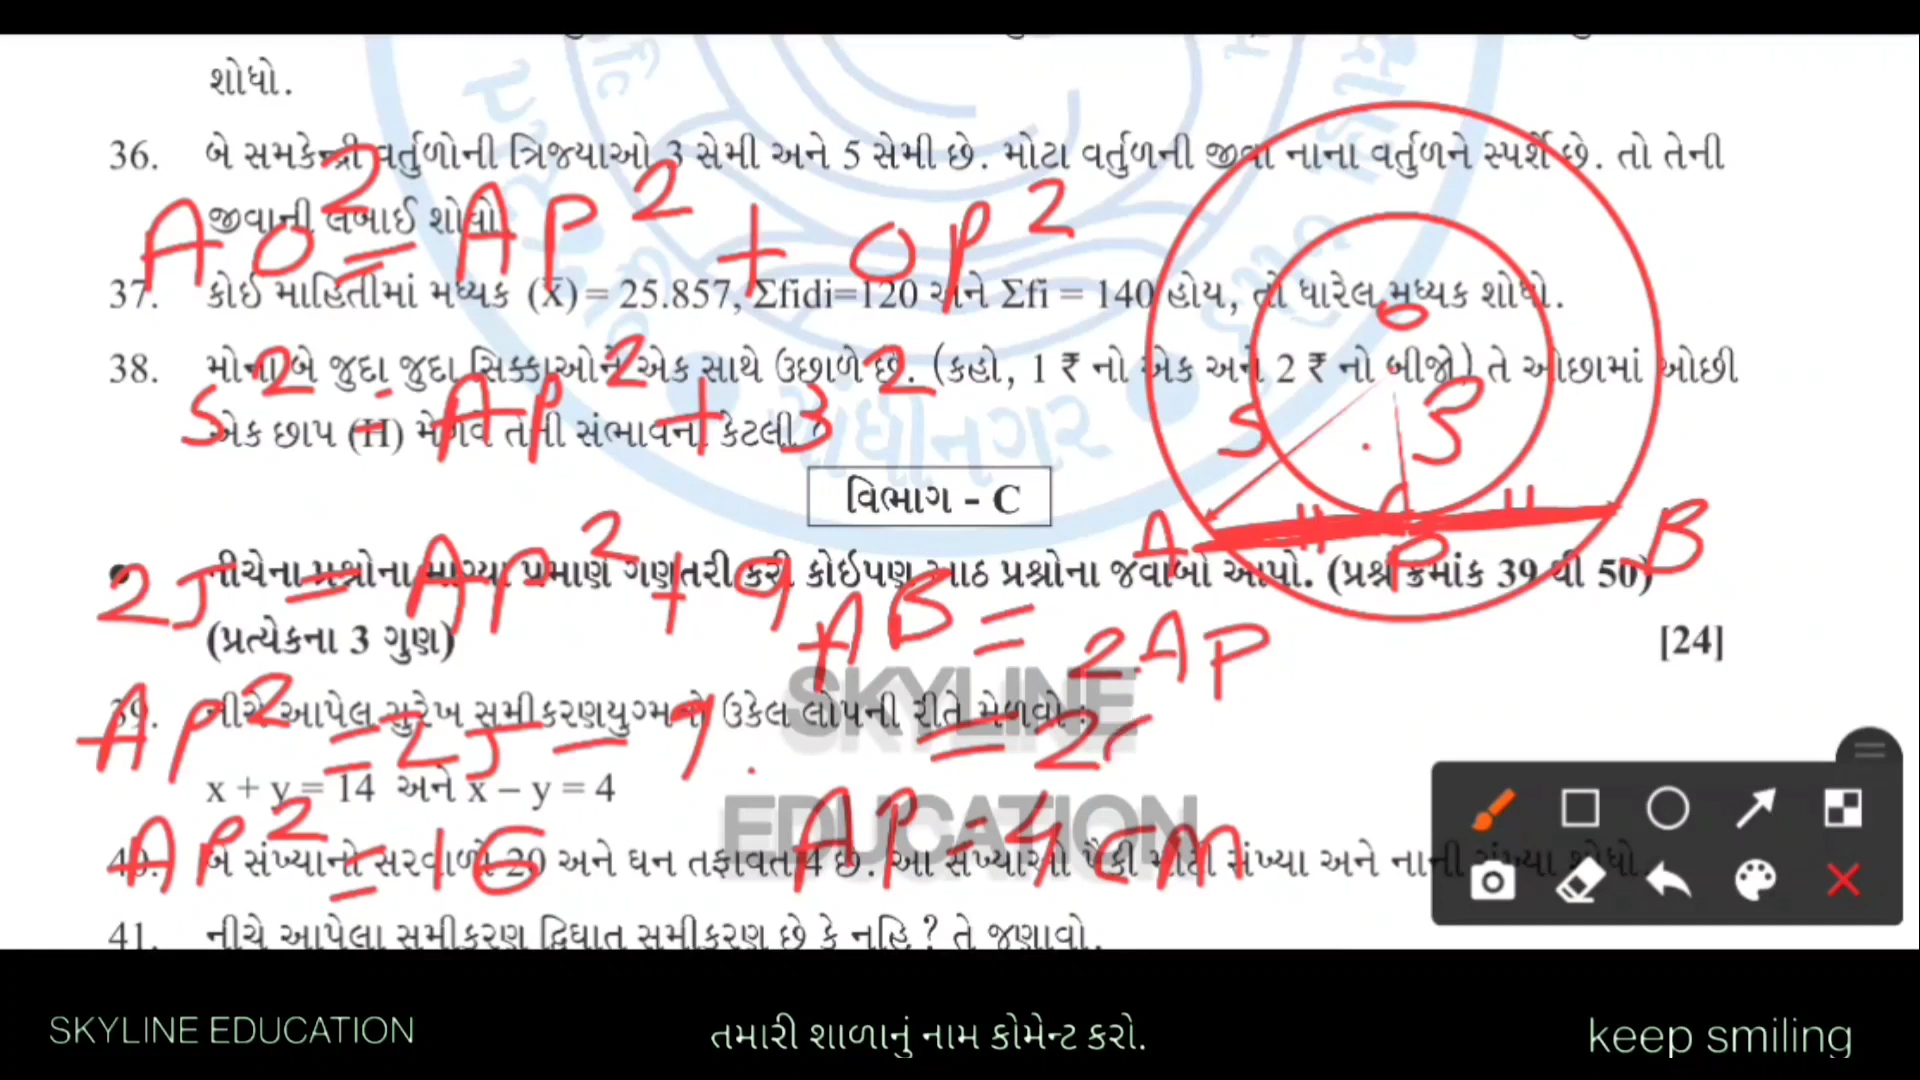 શોધો.
36. બે સમકેન્દ્રી વર્તુળોની ત્રિજ્યાઓ 3 સેમી અને 5 સેમી છે. મોટા વર્તુળની જીવા નાના વર્તુળને સ્પર્શે છે. તો તેની
જીવાની લંબાઈ શોધો.
AO² = AP² + OP²
37. કોઈ માહિતીમાં મધ્યક (X̄) = 25.857, Σfidi=120 અને Σfi = 140 હોય, તો ધારેલ મધ્યક શોધો.
O
38. મોના બે જુદા જુદા સિક્કાઓને એક સાથે ઉછાળે છે. (કહો, 1 ₹ નો એક અને 2 ₹ નો બીજો) તે ઓછામાં ઓછી
એક છાપ (H) મેળવે તેની સંભાવના કેટલી ?
5² = AP² + 3²
5
વિભાગ - C
A P B
નીચેના પ્રશ્નોના માગ્યા પ્રમાણે ગણતરી કરી કોઈપણ આઠ પ્રશ્નોના જવાબો આપો. (પ્રશ્ન ક્રમાંક 39 થી 50)
25 = AP² + 9
AB = 2AP
(પ્રત્યેકના 3 ગુણ) [24]
39. નીચે આપેલ સુરેખ સમીકરણયુગ્મનો ઉકેલ લોપની રીતે મેળવો :
AP² = 25 - 9
x + y = 14 અને x – y = 4
SKYLINE
EDUCATION
AP² = 16
AP = 4 cm
40. બે સંખ્યાનો સરવાળો 20 અને ધન તફાવત 4 છે. આ સંખ્યાઓ પૈકી મોટી સંખ્યા અને નાની સંખ્યા શોધો.
41. નીચે આપેલા સમીકરણ દ્વિઘાત સમીકરણ છે કે નહિ ? તે જણાવો.
SKYLINE EDUCATION
તમારી શાળાનું નામ કોમેન્ટ કરો.
keep smiling